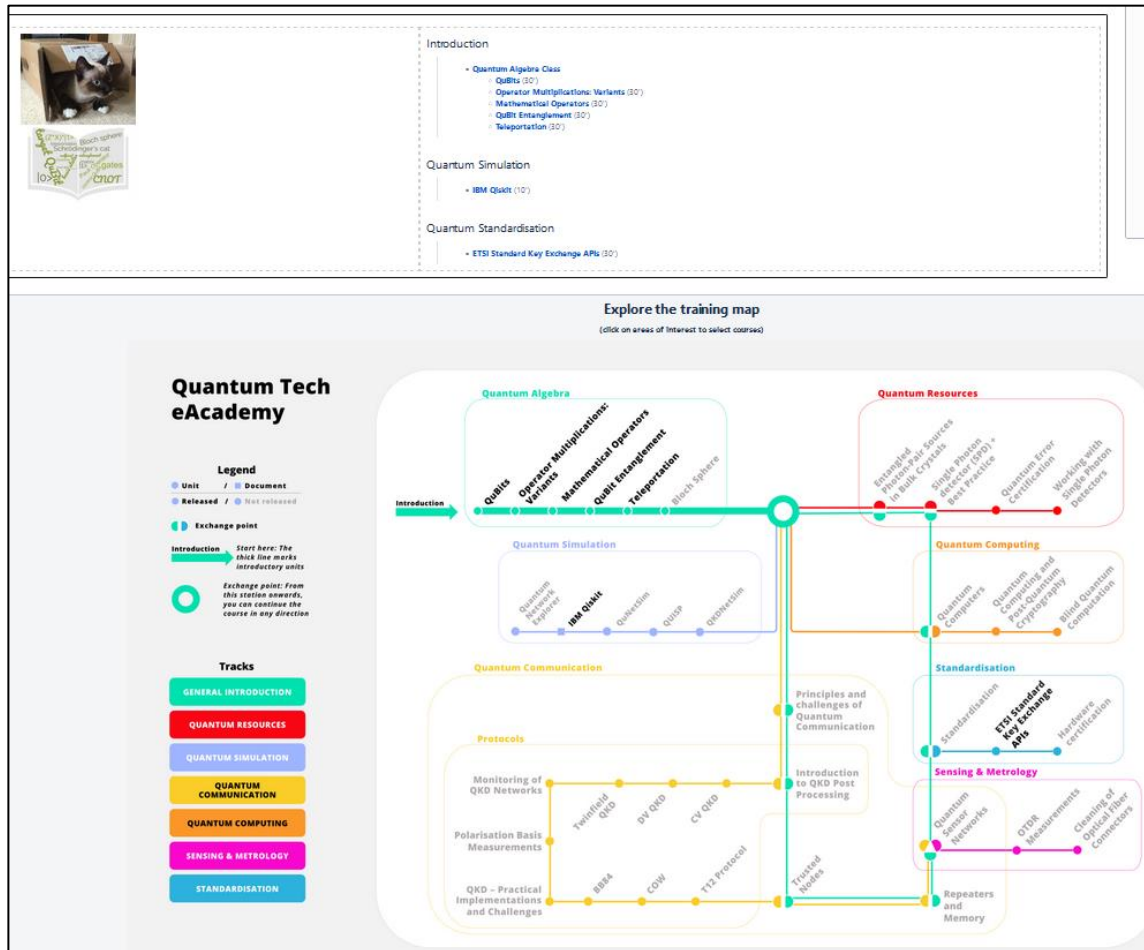 Introduction
• Quantum Algebra Class
○ QuBits (30')
○ Operator Multiplications: Variants (30')
○ Mathematical Operators (30')
○ QuBit Entanglement (30')
○ Teleportation (30')
Quantum Simulation
• IBM Qiskit (10')
Quantum Standardisation
• ETSI Standard Key Exchange APIs (30')
Bloch sphere
Schrödinger's cat
gates
|0>
CNOT
Explore the training map
(click on areas of interest to select courses)
Quantum Tech
eAcademy
Legend
Unit / Document
Released / Not released
Exchange point
Introduction
Start here: The
thick line marks
introductory units
Exchange point: From
this station onwards,
you can continue the
course in any direction
Tracks
GENERAL INTRODUCTION
QUANTUM RESOURCES
QUANTUM SIMULATION
QUANTUM
COMMUNICATION
QUANTUM COMPUTING
SENSING & METROLOGY
STANDARDISATION
Introduction
Quantum Algebra
QuBits
Operator Multiplications:
Variants
Mathematical Operators
QuBit Entanglement
Teleportation
Bloch Sphere
Quantum Resources
Entangled
Photon-Pair Sources
in Bulk Crystals
Single Photon
detector (SPD) +
Best Practice
Quantum Error
Certification
Working with
Single Photon
Detectors
Quantum Simulation
Quantum
Network
Explorer
IBM Qiskit
QuNetSim
QUISP
QKDNetSim
Quantum Computing
Quantum
Computers
Quantum
Computing and
Post-Quantum
Cryptography
Blind Quantum
Computation
Quantum Communication
Principles and
challenges of
Quantum
Communication
Protocols
Monitoring of
QKD Networks
Twinfield
QKD
DV QKD
CV QKD
Introduction
to QKD Post
Processing
Polarisation Basis
Measurements
QKD – Practical
Implementations
and Challenges
BB84
COW
T12 Protocol
Trusted
Nodes
Repeaters
and
Memory
Standardisation
Standardisation
ETSI Standard
Key Exchange
APIs
Hardware
certification
Sensing & Metrology
Quantum
Sensor
Networks
OTDR
Measurements
Cleaning of
Optical Fiber
Connectors